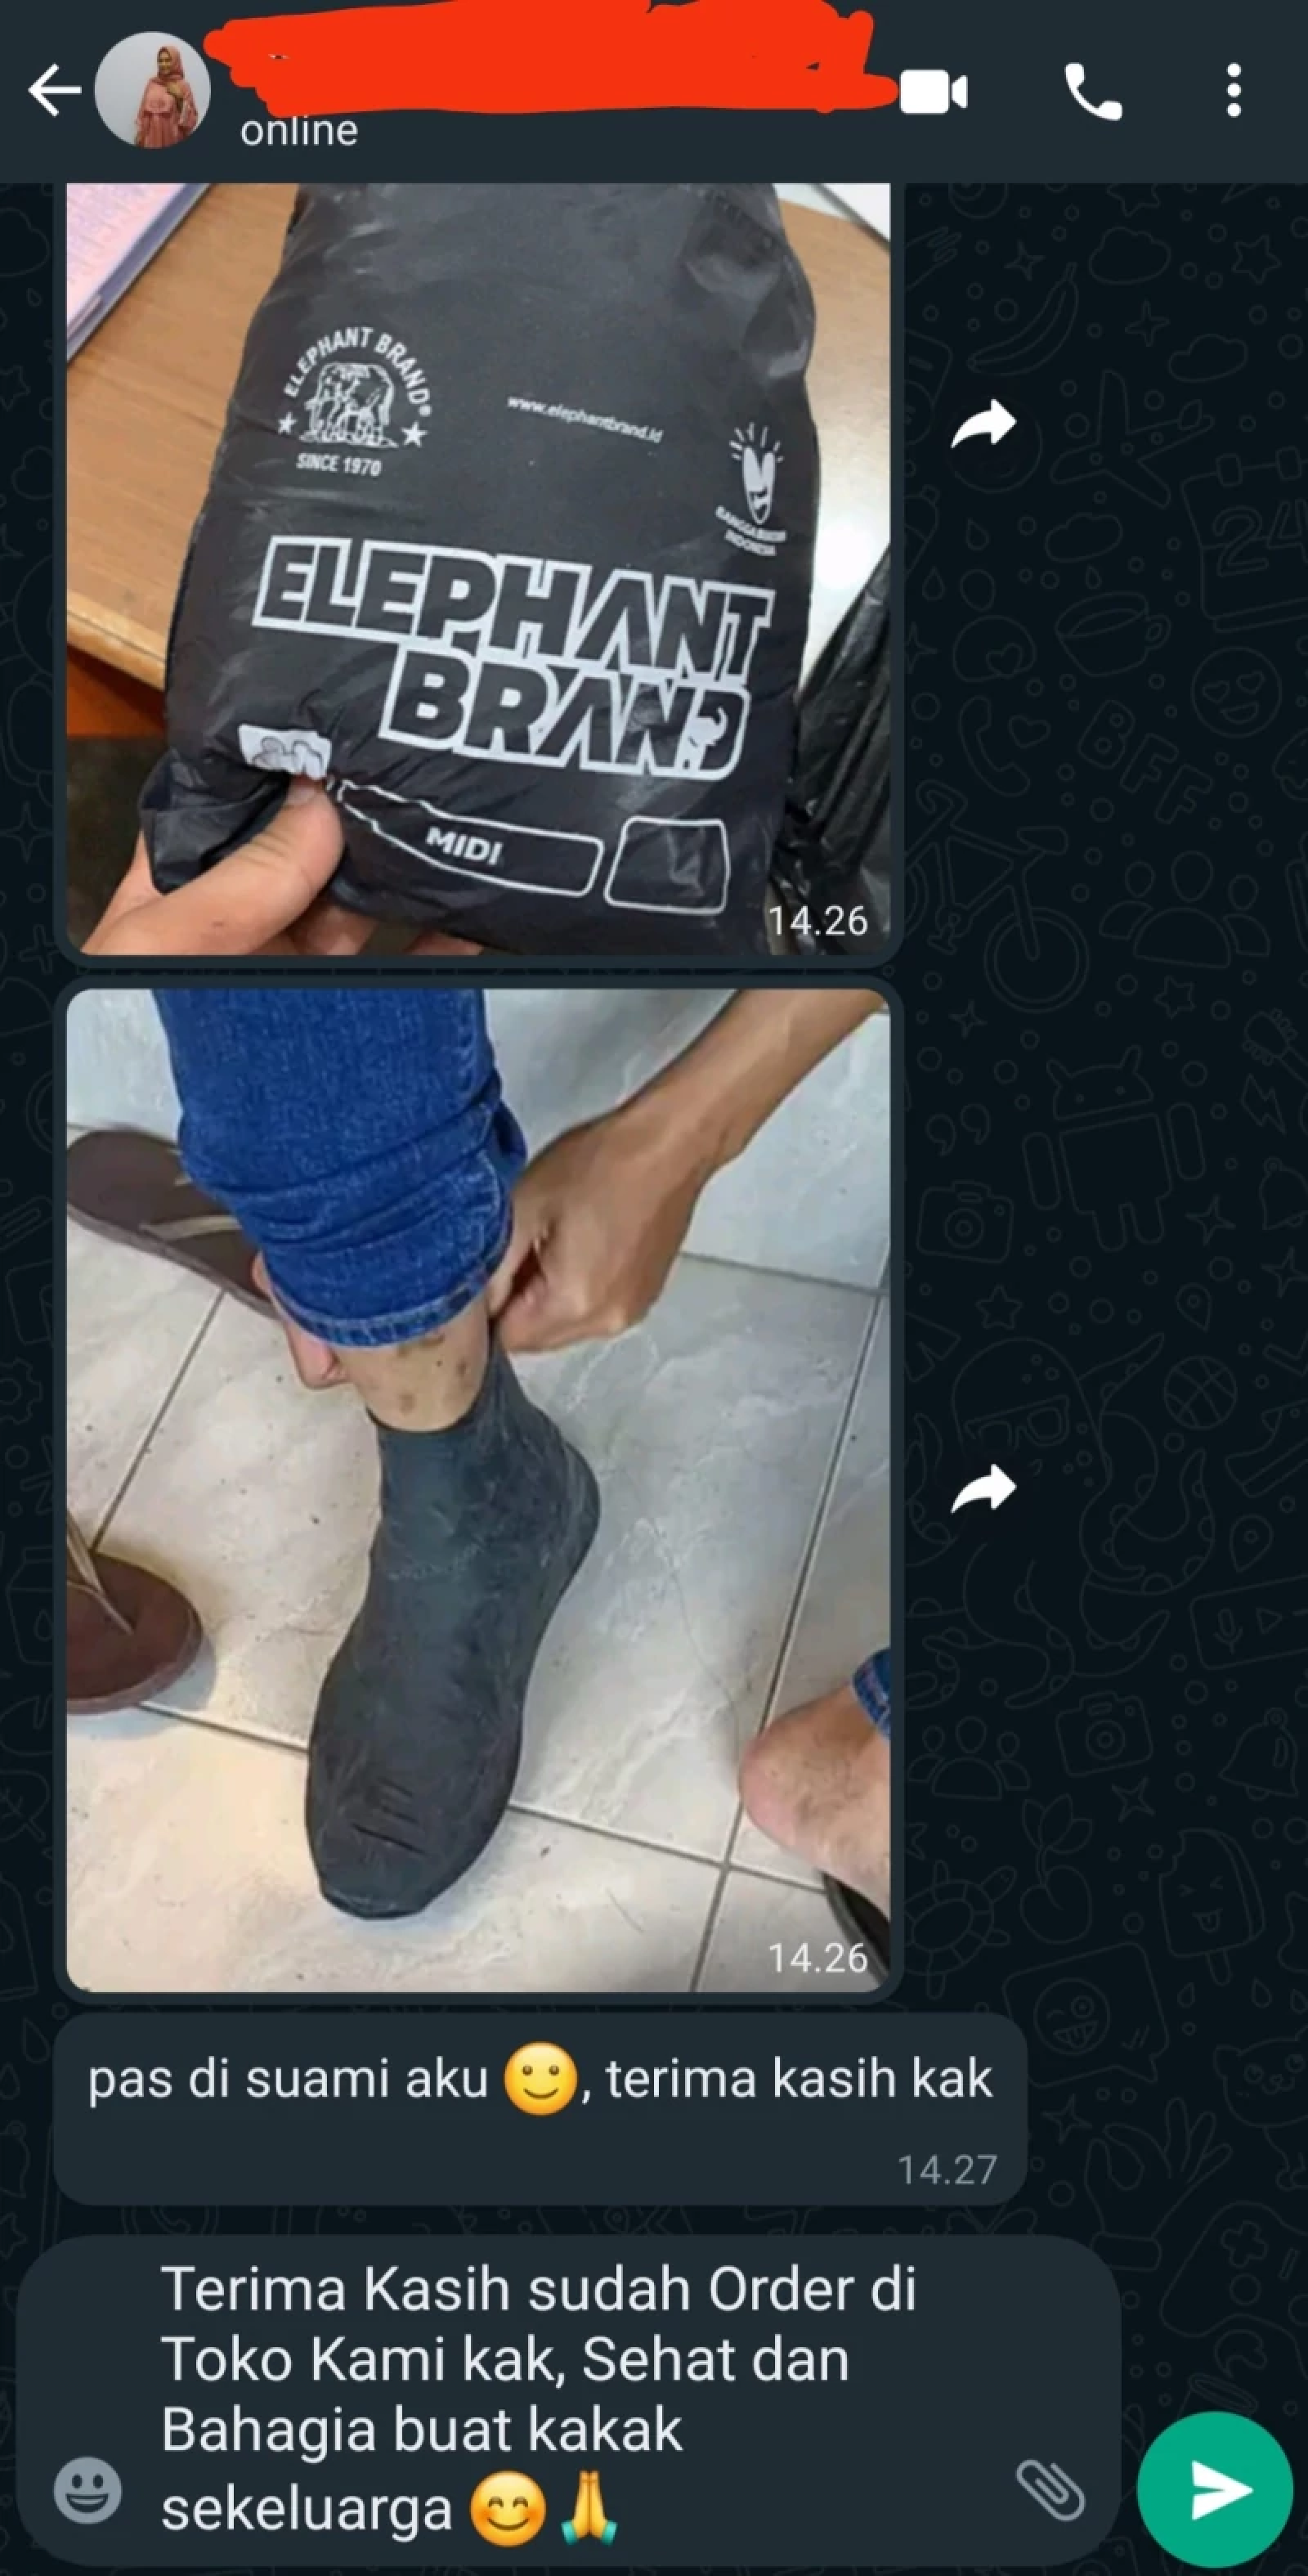 online
ELEPHANT BRAND®
SINCE 1970
www.elephantbrand.id
BANGGA BUATAN
INDONESIA
ELEPHANT
BRAND
MIDI
14.26
14.26
pas di suami aku 🙂, terima kasih kak
14.27
Terima Kasih sudah Order di
Toko Kami kak, Sehat dan
Bahagia buat kakak
sekeluarga 😊🙏